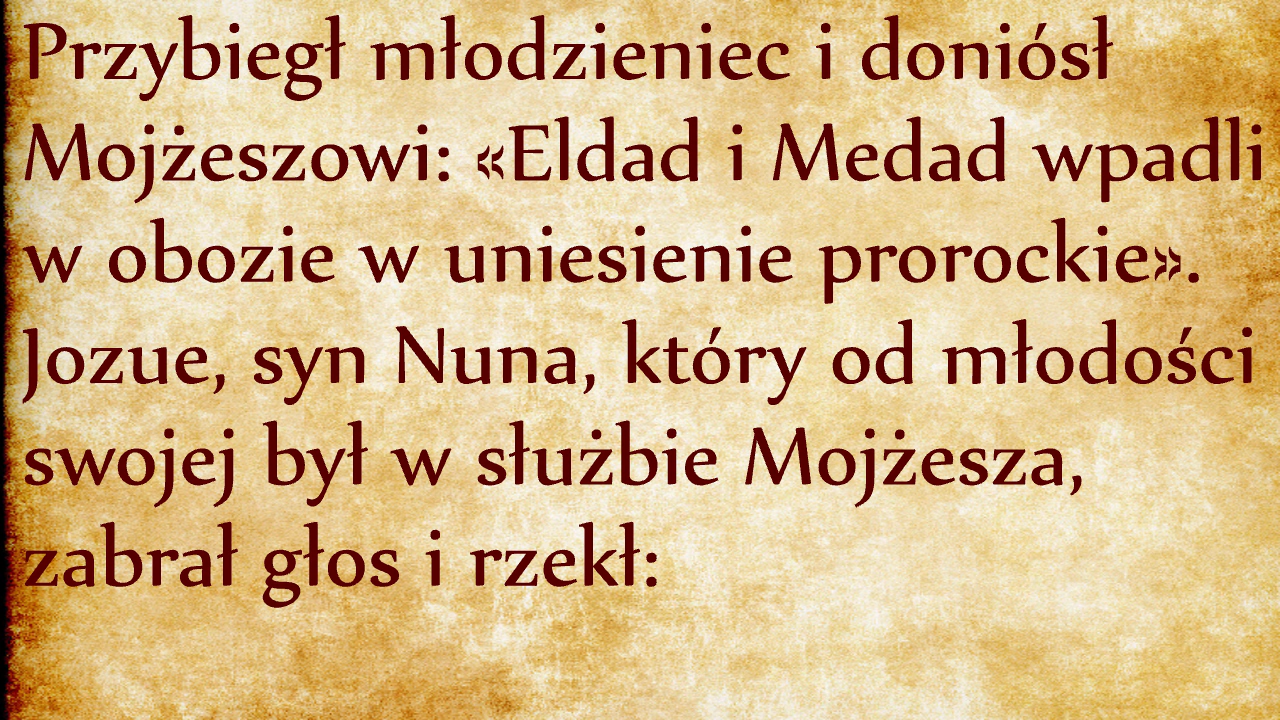 Przybiegł młodzieniec i doniósł
Mojżeszowi: «Eldad i Medad wpadli
w obozie w uniesienie prorockie».
Jozue, syn Nuna, który od młodości
swojej był w służbie Mojżesza,
zabrał głos i rzekł: